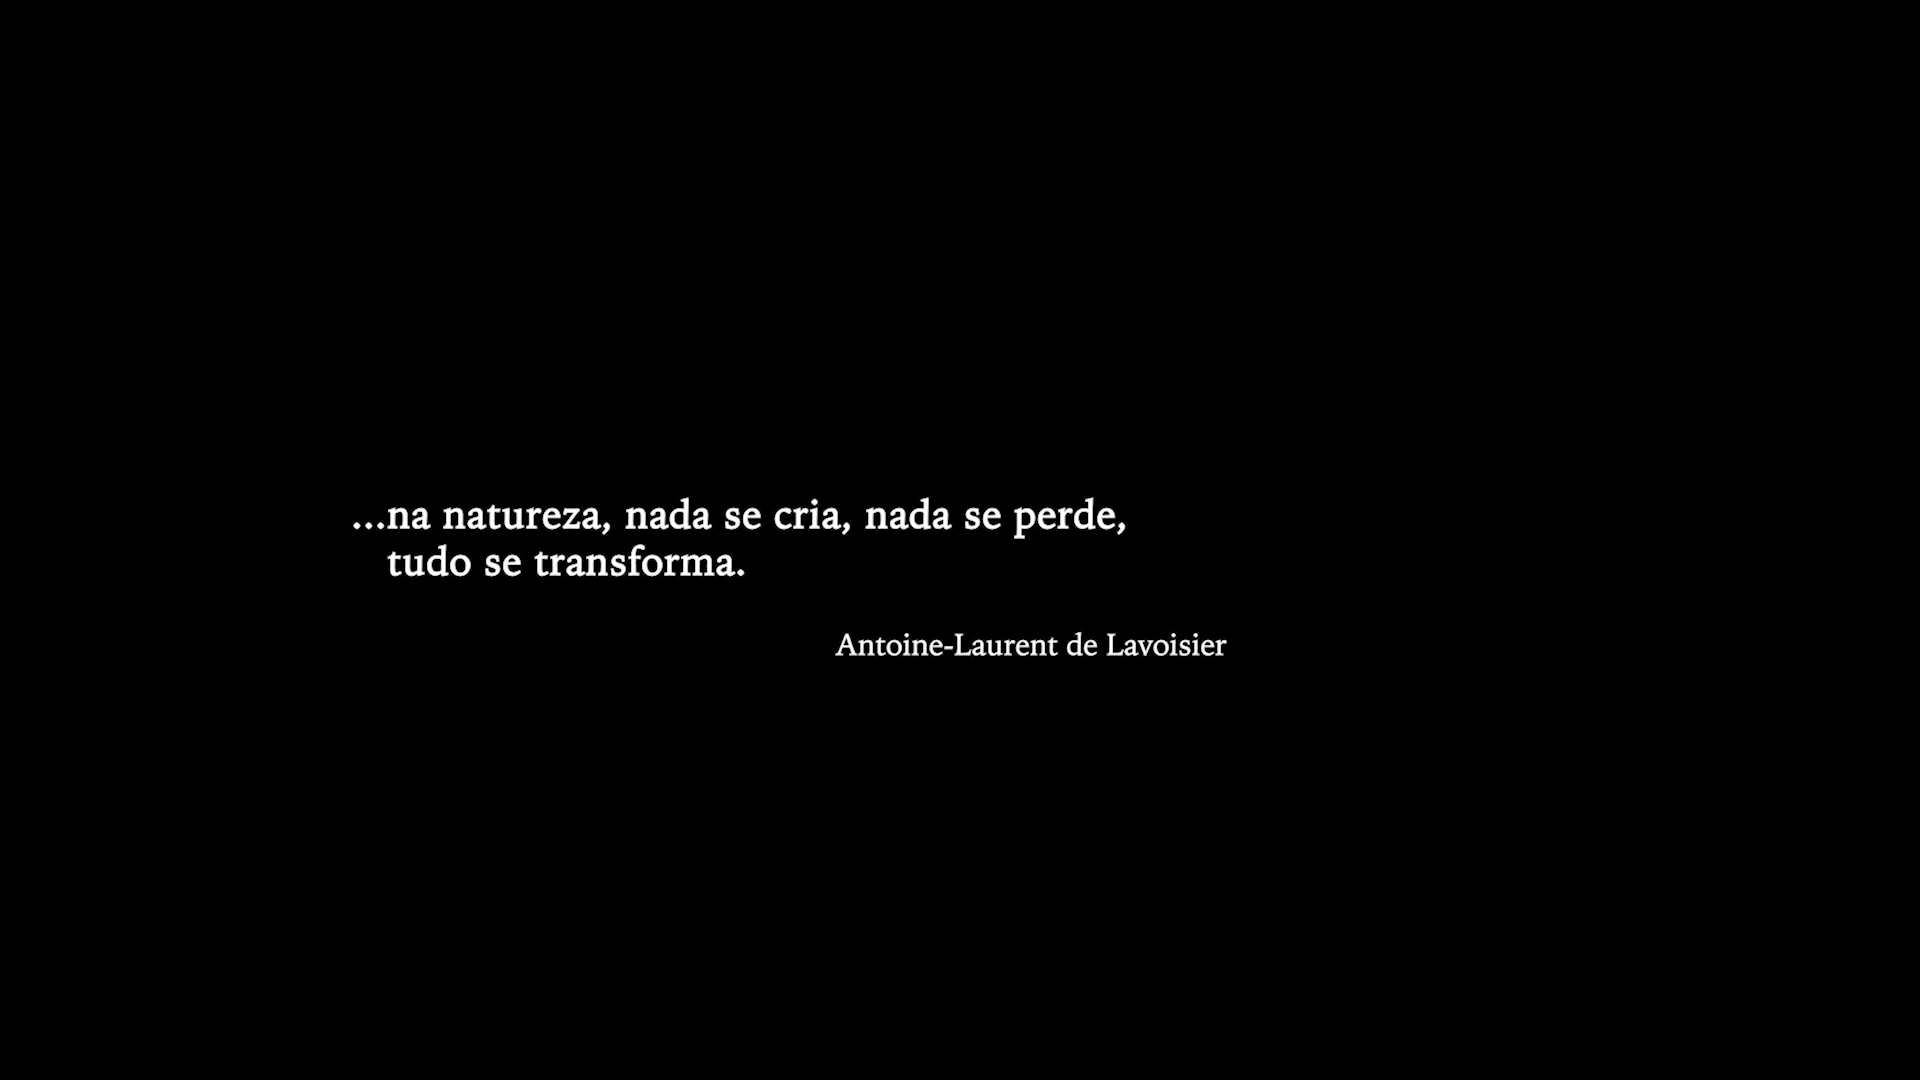 ...na natureza, nada se cria, nada se perde,
tudo se transforma.
Antoine-Laurent de Lavoisier